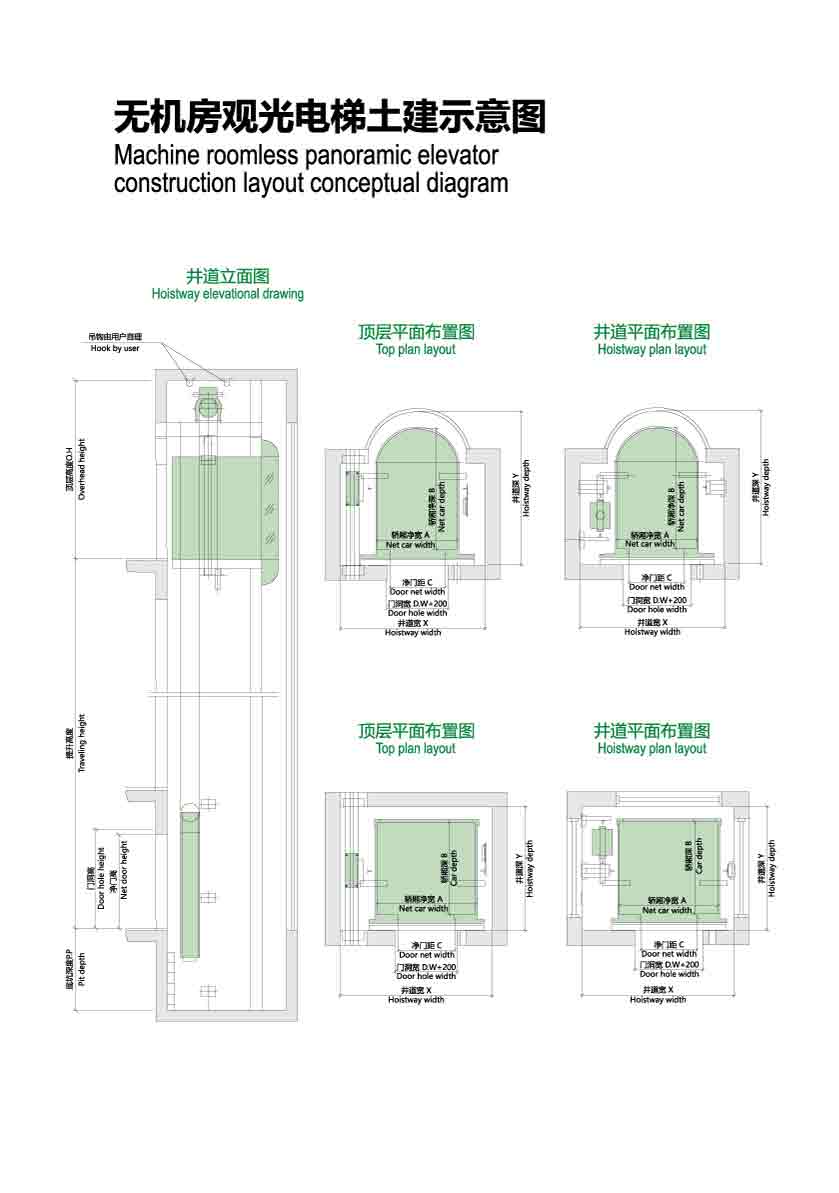 无机房观光电梯土建示意图
Machine roomless panoramic elevator
construction layout conceptual diagram
井道立面图
Hoistway elevational drawing
吊钩由用户自理
Hook by user
顶层高度O.H
Overhead height
提升高度
Traveling height
门洞高
Door hole height
净门高
Net door height
底坑深度P.P
Pit depth
顶层平面布置图
Top plan layout
井道深 Y
Hoistway depth
轿厢净深 B
Net car depth
轿厢净宽 A
Net car width
净门距 C
Door net width
门洞宽 D.W+200
Door hole width
井道宽 X
Hoistway width
井道平面布置图
Hoistway plan layout
井道深 Y
Hoistway depth
轿厢净深 B
Net car depth
轿厢净宽 A
Net car width
净门距 C
Door net width
门洞宽 D.W+200
Door hole width
井道宽 X
Hoistway width
顶层平面布置图
Top plan layout
井道深 Y
Hoistway depth
轿厢深 B
Car depth
轿厢净宽 A
Net car width
净门距 C
Door net width
门洞宽 D.W+200
Door hole width
井道宽 X
Hoistway width
井道平面布置图
Hoistway plan layout
井道深 Y
Hoistway depth
轿厢深 B
Car depth
轿厢净宽 A
Net car width
净门距 C
Door net width
门洞宽 D.W+200
Door hole width
井道宽 X
Hoistway width